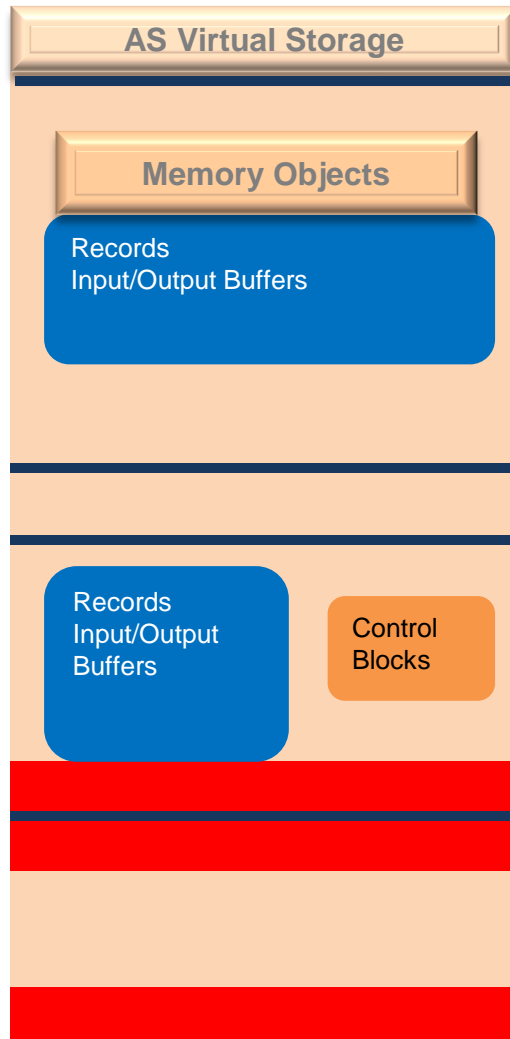 AS Virtual Storage
Memory Objects
Records
Input/Output Buffers
Records
Input/Output
Buffers
Control
Blocks